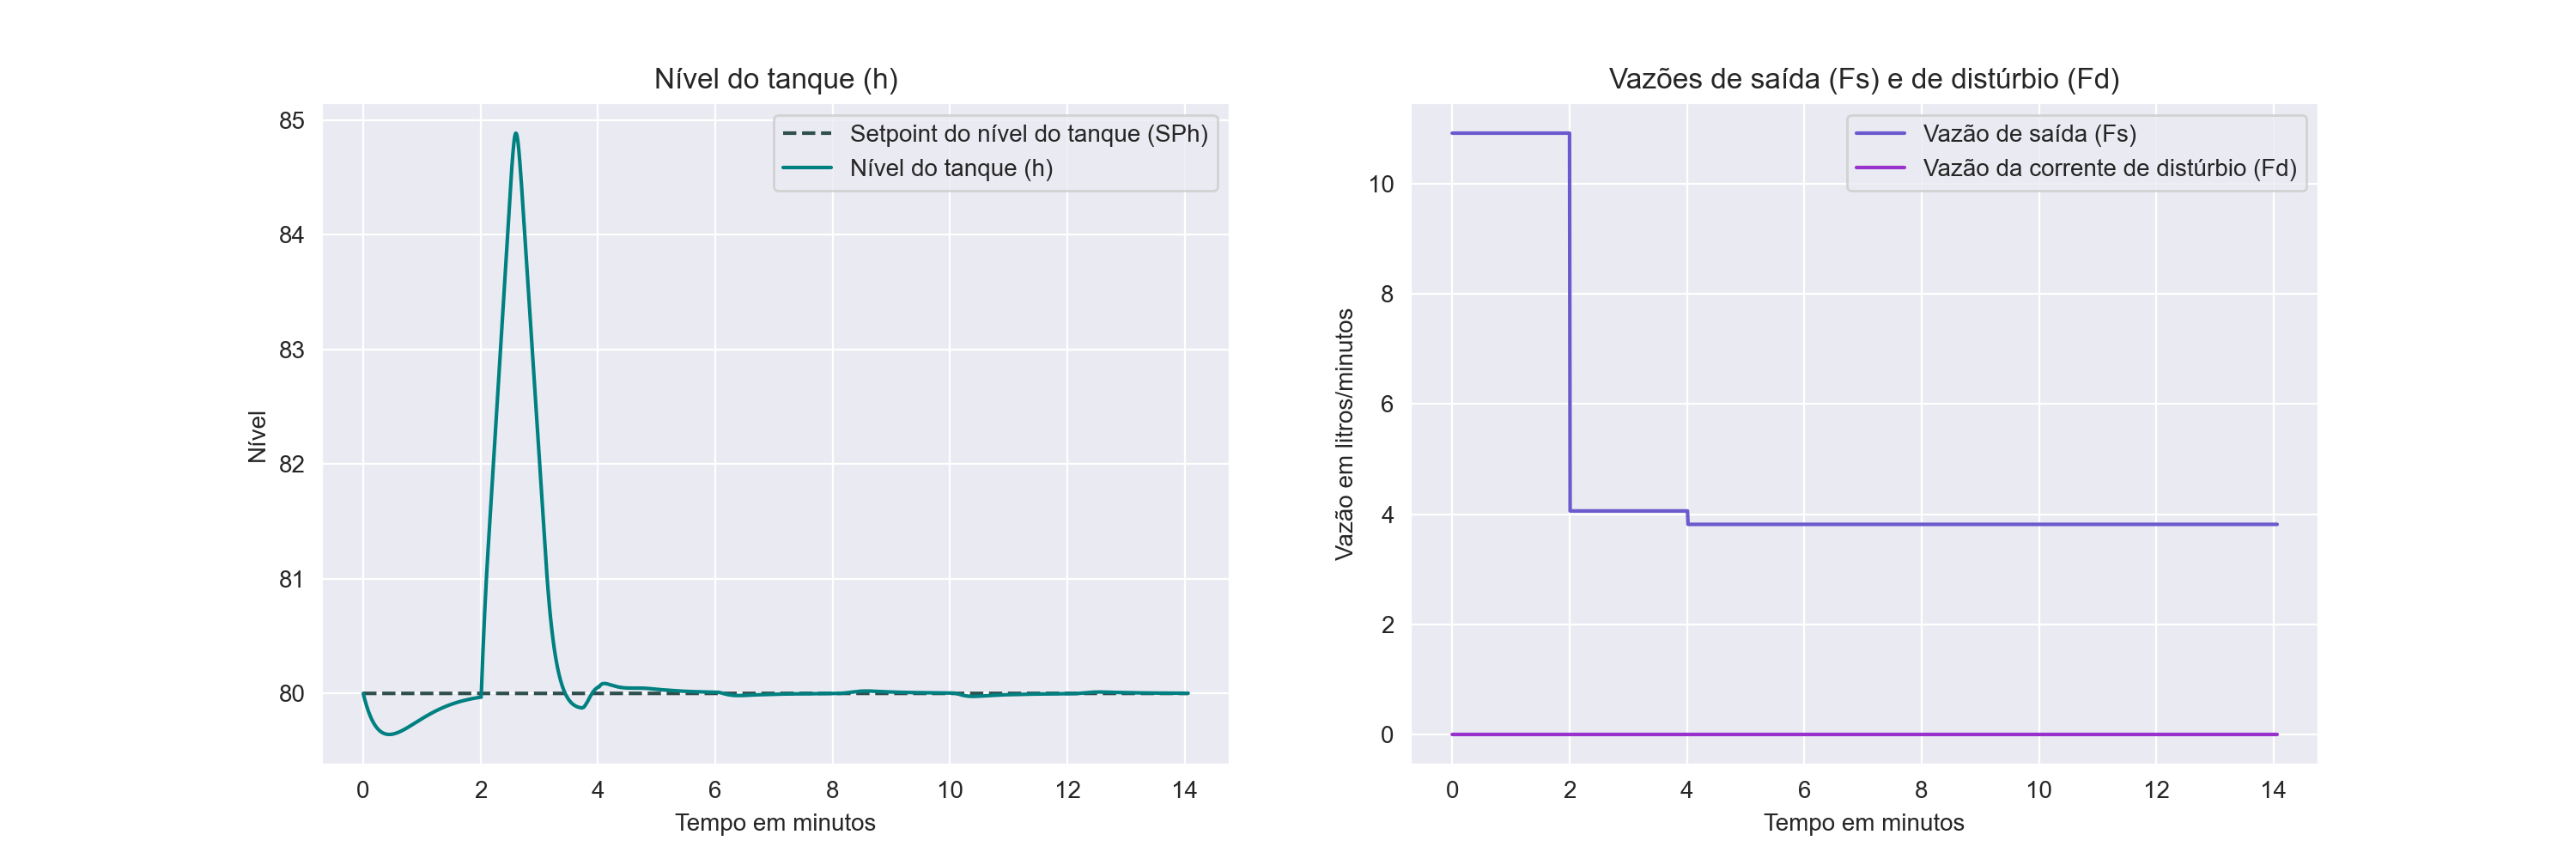 Nível do tanque (h)
Setpoint do nível do tanque (SPh)
Nível do tanque (h)
85
84
83
82
81
80
Nível
0 2 4 6 8 10 12 14
Tempo em minutos
Vazões de saída (Fs) e de distúrbio (Fd)
Vazão de saída (Fs)
Vazão da corrente de distúrbio (Fd)
10
8
6
4
2
0
Vazão em litros/minutos
0 2 4 6 8 10 12 14
Tempo em minutos